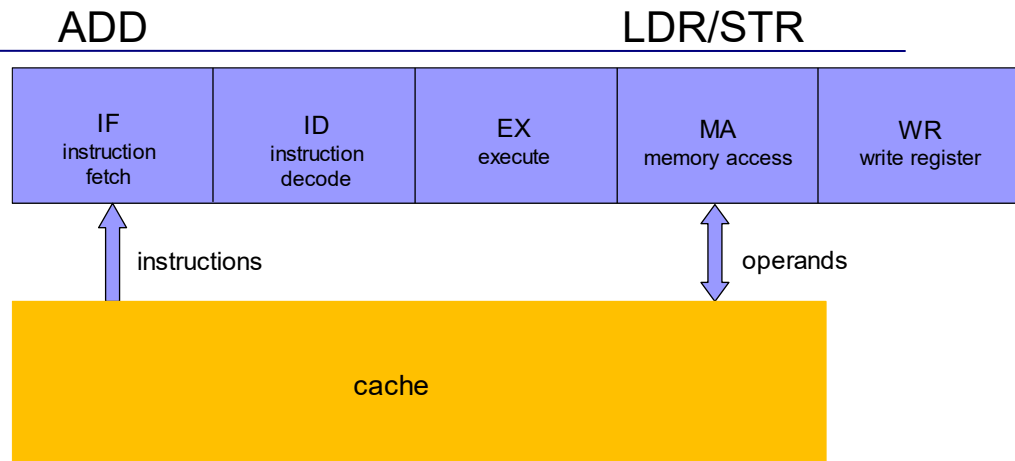 ADD
LDR/STR
IF
instruction
fetch
ID
instruction
decode
EX
execute
MA
memory access
WR
write register
instructions
operands
cache